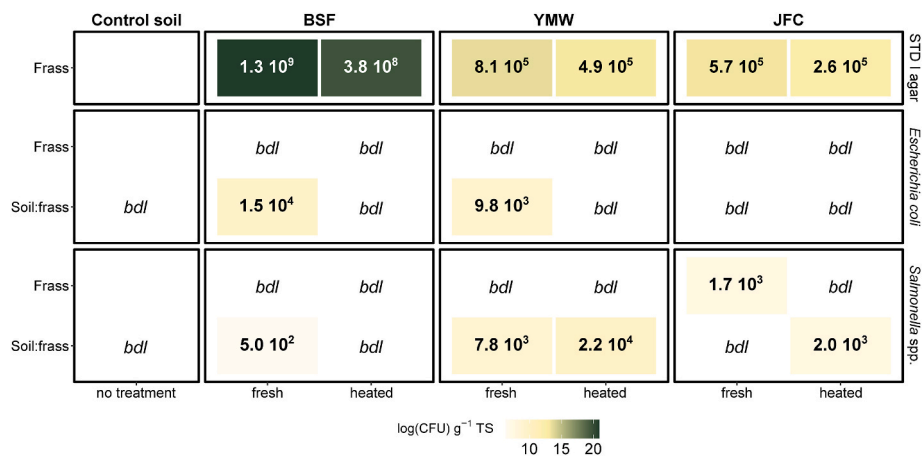 Control soil BSF YMW JFC
Frass 1.3 10⁹ 3.8 10⁸ 8.1 10⁵ 4.9 10⁵ 5.7 10⁵ 2.6 10⁵ STD I agar
Frass bdl bdl bdl bdl bdl bdl Escherichia coli
Soil:frass bdl 1.5 10⁴ bdl 9.8 10³ bdl bdl bdl
Frass bdl bdl bdl bdl 1.7 10³ bdl Salmonella spp.
Soil:frass bdl 5.0 10² bdl 7.8 10³ 2.2 10⁴ bdl 2.0 10³
no treatment fresh heated fresh heated fresh heated
log(CFU) g⁻¹ TS
10 15 20